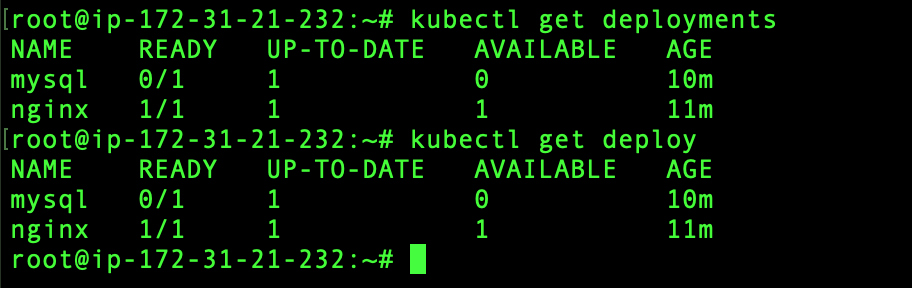 [root@ip-172-31-21-232:~# kubectl get deployments
NAME READY UP-TO-DATE AVAILABLE AGE
mysql 0/1 1 0 10m
nginx 1/1 1 1 11m
[root@ip-172-31-21-232:~# kubectl get deploy
NAME READY UP-TO-DATE AVAILABLE AGE
mysql 0/1 1 0 10m
nginx 1/1 1 1 11m
root@ip-172-31-21-232:~#